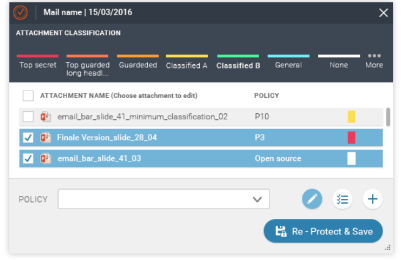 Mail name | 15/03/2016
ATTACHMENT CLASSIFICATION
Top secret Top guarded Guardeded Classified A Classified B General None More
long headl...
ATTACHMENT NAME (Choose attachment to edit) POLICY
email_bar_slide_41_minimum_classification_02 P10
Finale Version_slide_28_04 P3
email_bar_slide_41_03 Open source
POLICY
Re - Protect & Save